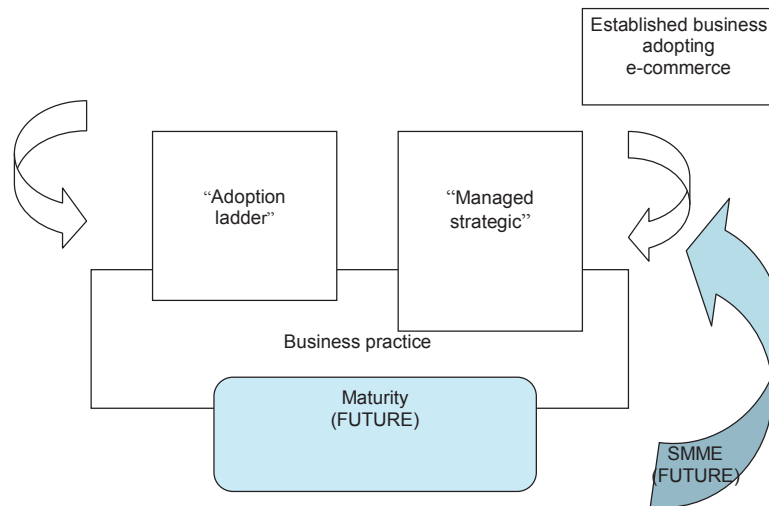 Established business
adopting
e-commerce
“Adoption
ladder”
“Managed
strategic”
Business practice
Maturity
(FUTURE)
SMME
(FUTURE)